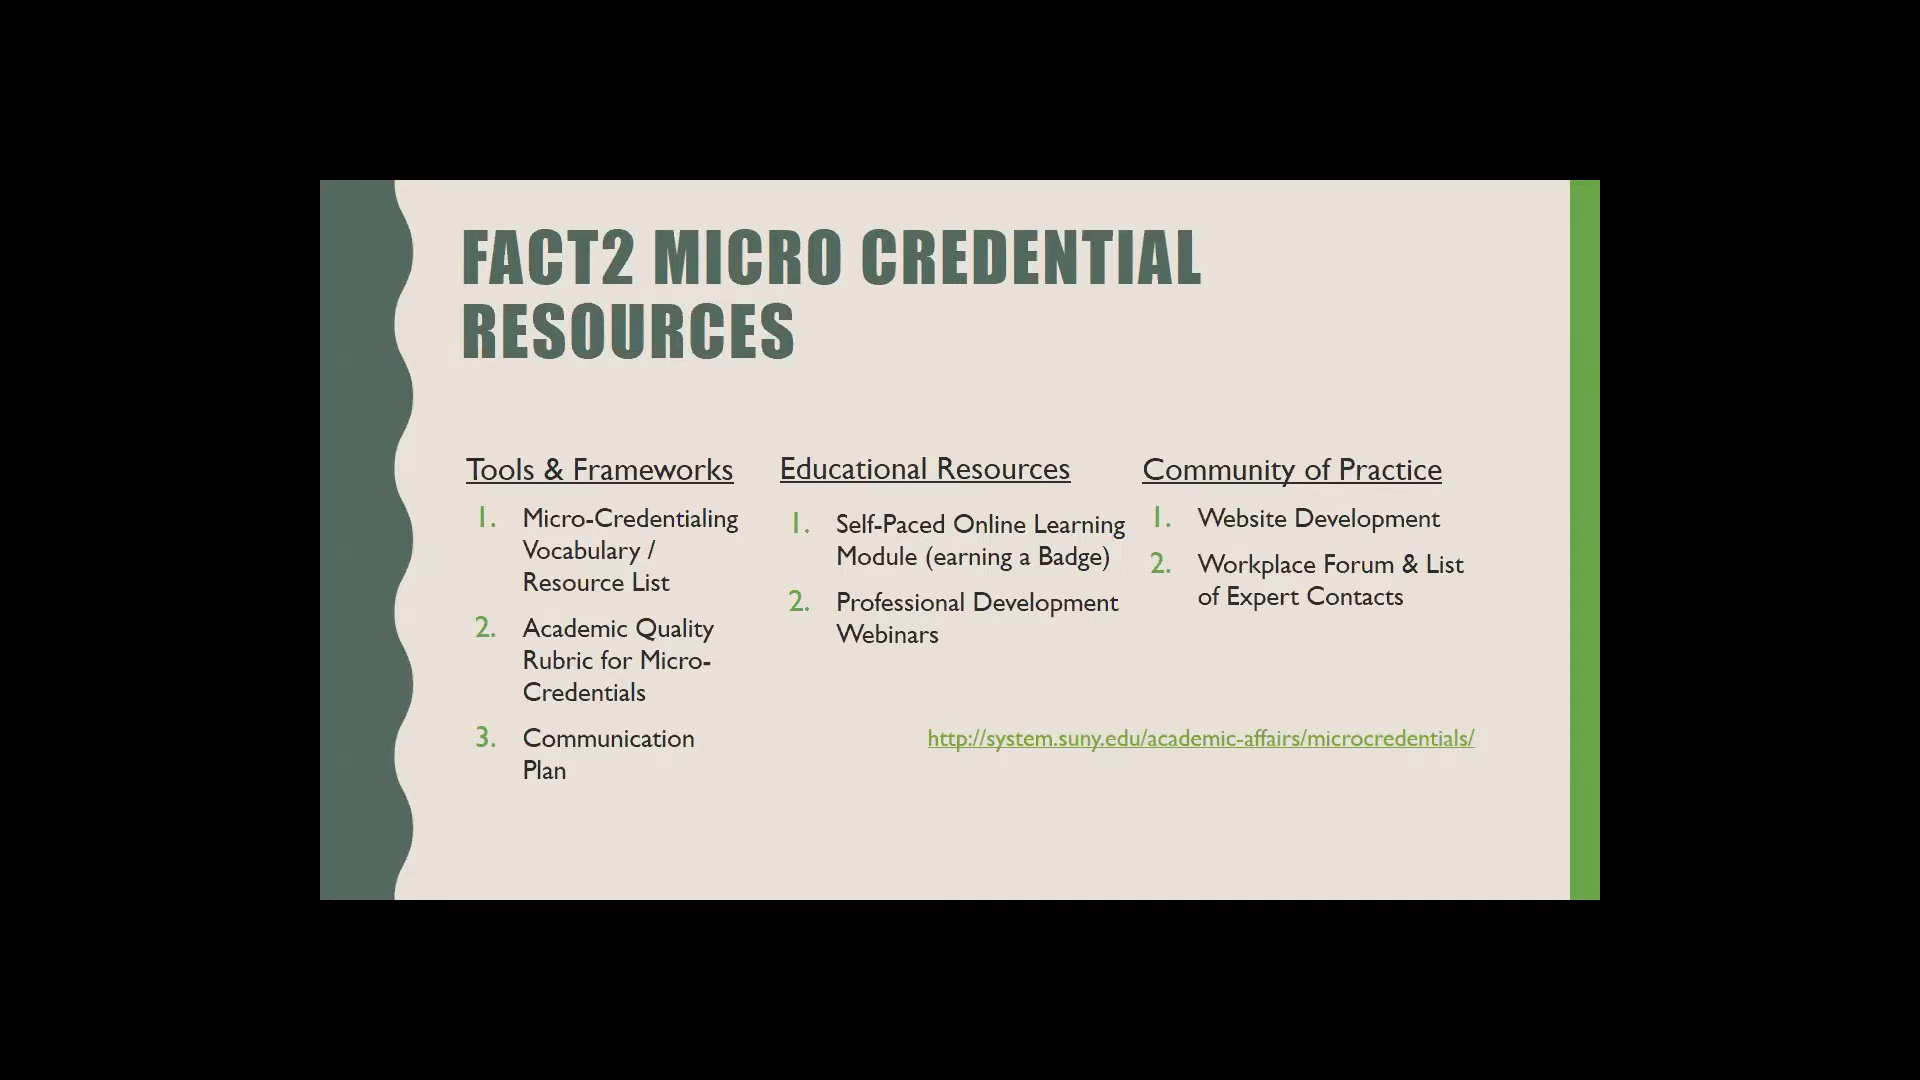 FACT2 MICRO CREDENTIAL
RESOURCES
Tools & Frameworks
1. Micro-Credentialing
Vocabulary /
Resource List
2. Academic Quality
Rubric for Micro-
Credentials
3. Communication
Plan
Educational Resources
1. Self-Paced Online Learning
Module (earning a Badge)
2. Professional Development
Webinars
Community of Practice
1. Website Development
2. Workplace Forum & List
of Expert Contacts
http://system.suny.edu/academic-affairs/microcredentials/